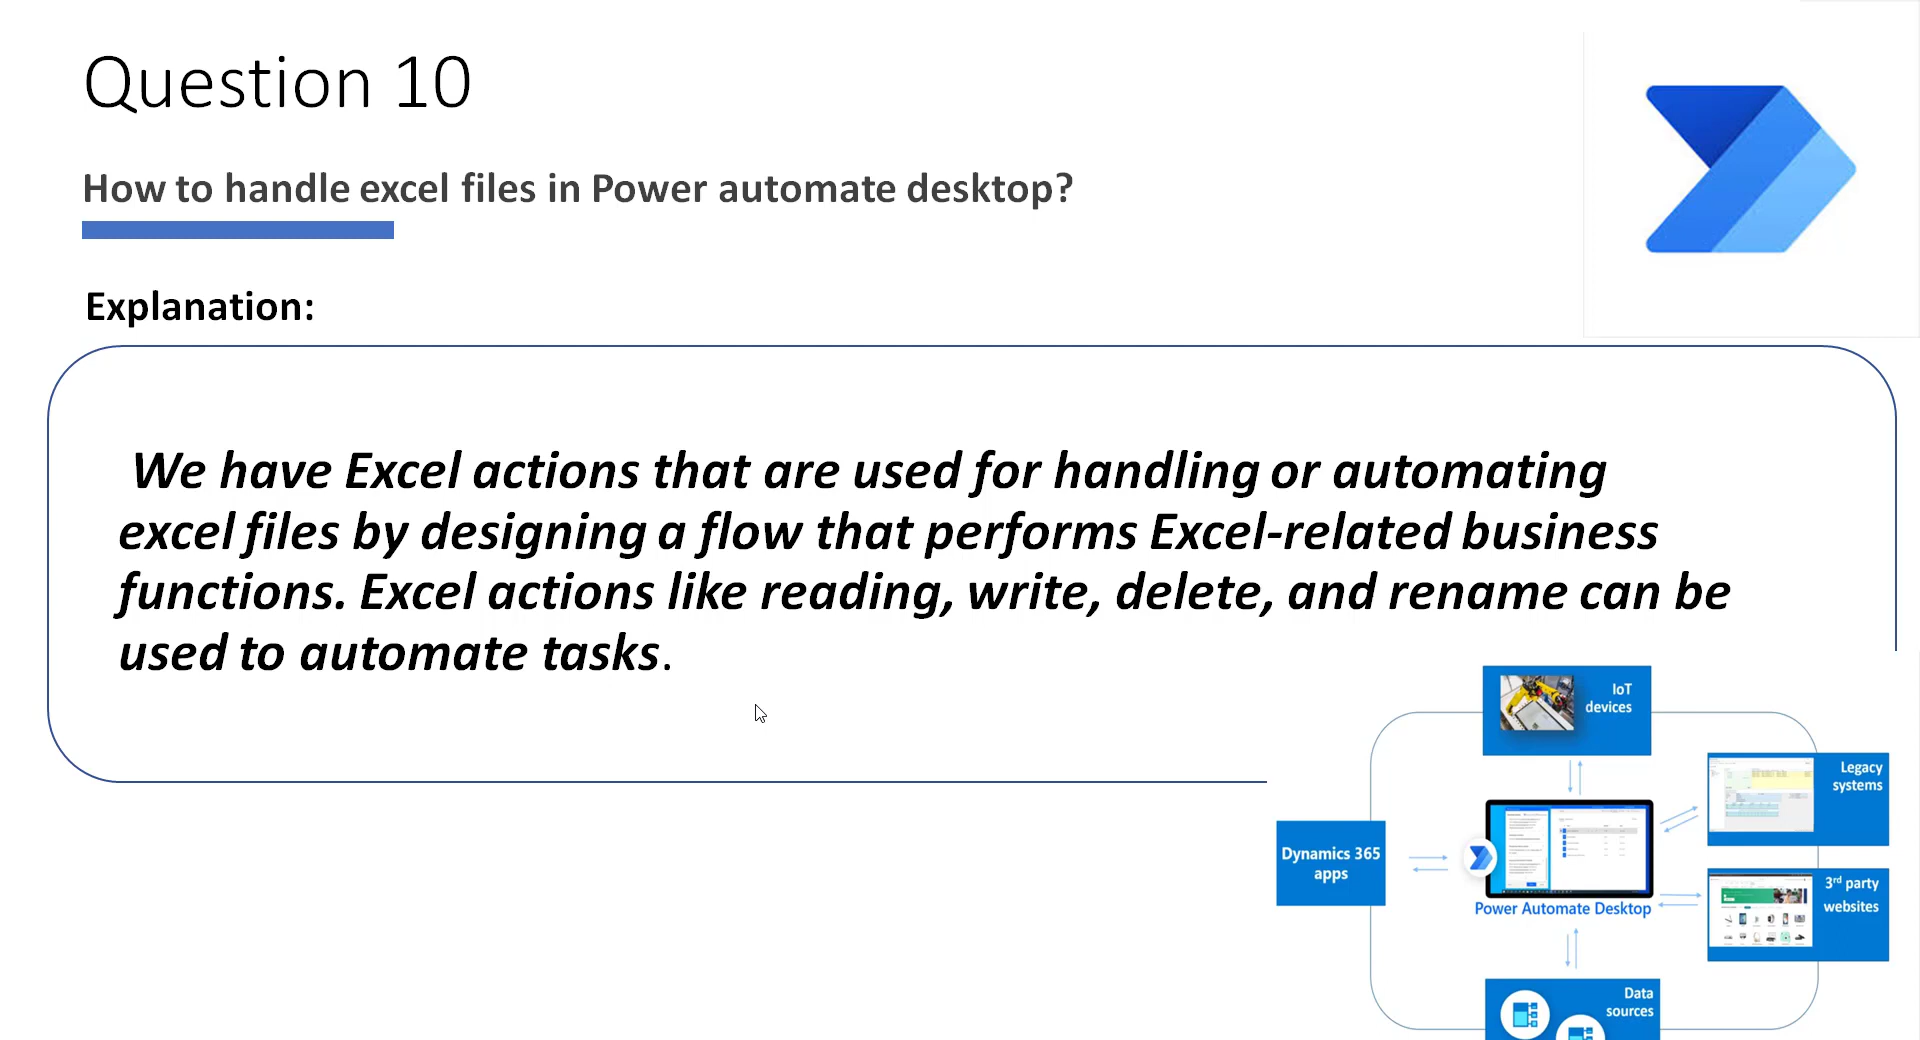 Question 10
How to handle excel files in Power automate desktop?
Explanation:
We have Excel actions that are used for handling or automating
excel files by designing a flow that performs Excel-related business
functions. Excel actions like reading, write, delete, and rename can be
used to automate tasks.
IoT
devices
Legacy
systems
Dynamics 365
apps
3rd party
websites
Power Automate Desktop
Data
sources